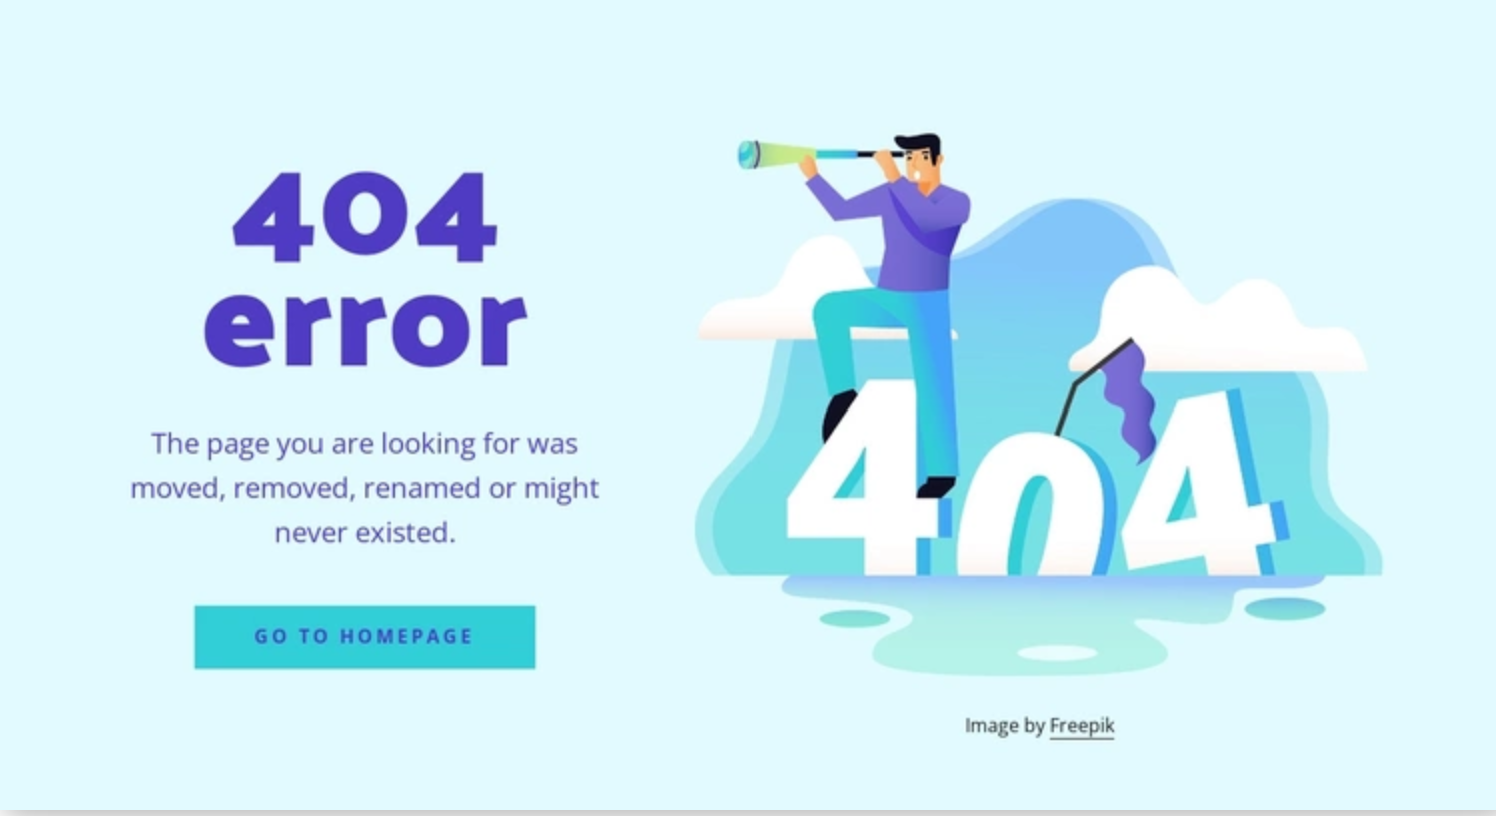 404
error
The page you are looking for was
moved, removed, renamed or might
never existed.
GO TO HOMEPAGE
404
Image by Freepik